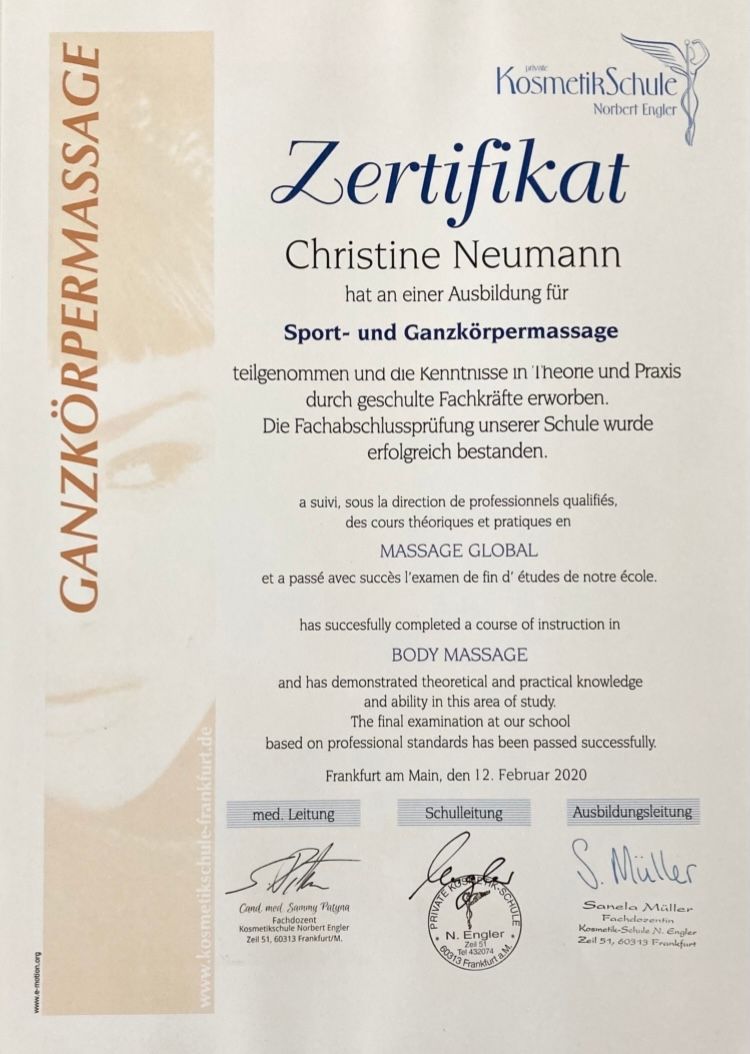 GANZKÖRPERMASSAGE
private
KosmetikSchule
Norbert Engler
Zertifikat
Christine Neumann
hat an einer Ausbildung für
Sport- und Ganzkörpermassage
teilgenommen und die Kenntnisse in Theorie und Praxis
durch geschulte Fachkräfte erworben.
Die Fachabschlussprüfung unserer Schule wurde
erfolgreich bestanden.
a suivi, sous la direction de professionnels qualifiés,
des cours théoriques et pratiques en
MASSAGE GLOBAL
et a passé avec succès l'examen de fin d' études de notre école.
has succesfully completed a course of instruction in
BODY MASSAGE
and has demonstrated theoretical and practical knowledge
and ability in this area of study.
The final examination at our school
based on professional standards has been passed successfully.
Frankfurt am Main, den 12. Februar 2020
med. Leitung
Cand. med. Sammy Patyna
Fachdozent
Kosmetikschule Norbert Engler
Zeil 51, 60313 Frankfurt/M.
Schulleitung
Engler
PRIVATE KOSMETIK-SCHULE
N. Engler
Zeil 51
Tel 432074
60313 Frankfurt a.M.
Ausbildungsleitung
S. Müller
Sanela Müller
Fachdozentin
Kosmetik-Schule N. Engler
Zeil 51, 60313 Frankfurt
www.kosmetikschule-frankfurt.de
www.e-motion.org